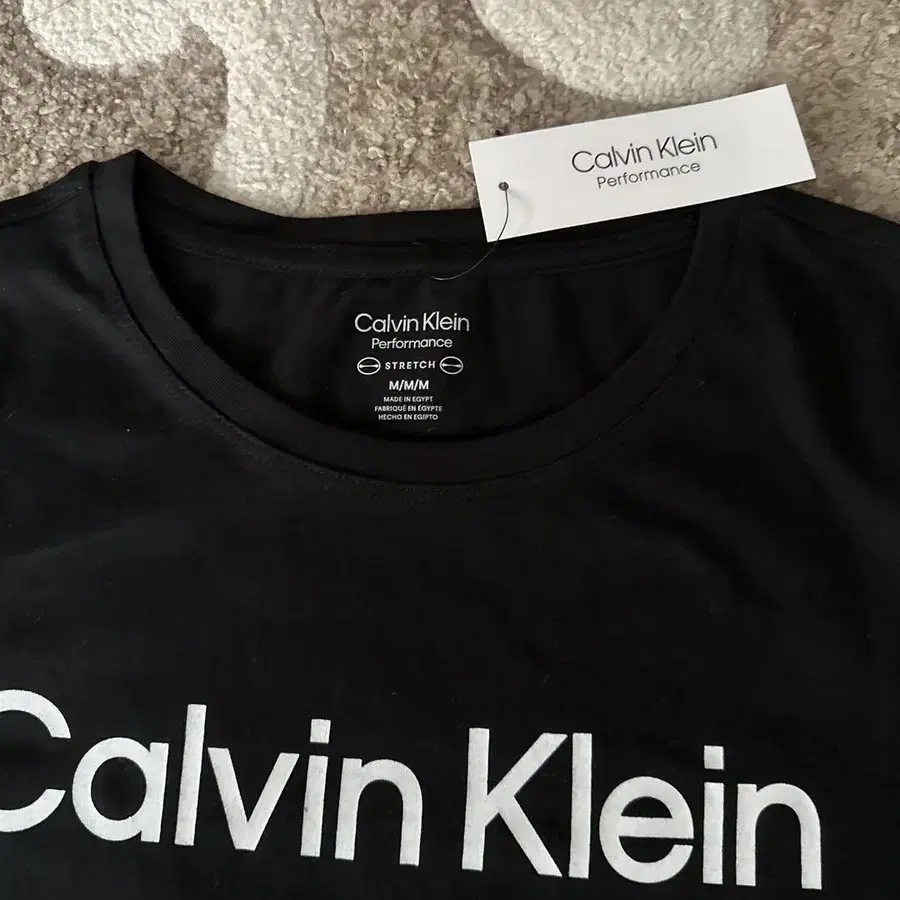 Calvin Klein
Performance
Calvin Klein
Performance
STRETCH
M/M/M
MADE IN EGYPT
FABRIQUÉ EN ÉGYPTE
HECHO EN EGIPTO
Calvin Klein